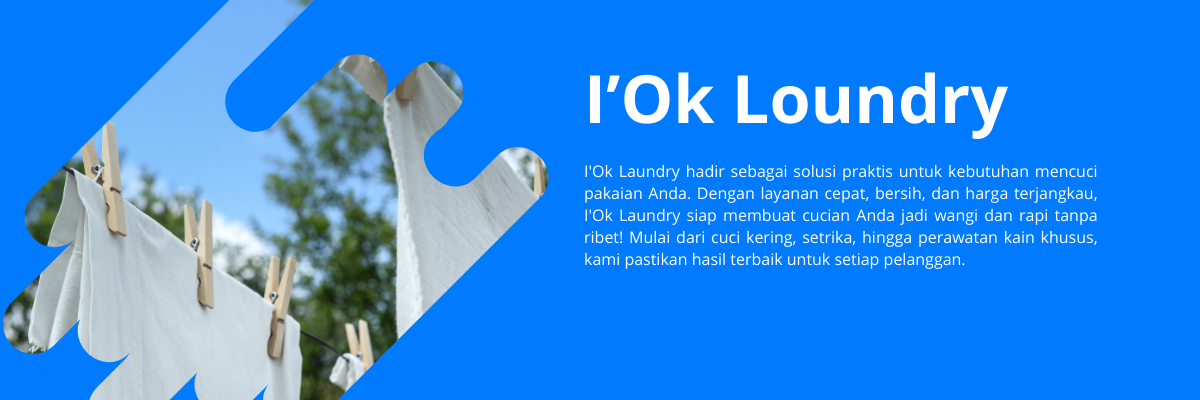 I’Ok Loundry
I'Ok Laundry hadir sebagai solusi praktis untuk kebutuhan mencuci
pakaian Anda. Dengan layanan cepat, bersih, dan harga terjangkau,
I'Ok Laundry siap membuat cucian Anda jadi wangi dan rapi tanpa
ribet! Mulai dari cuci kering, setrika, hingga perawatan kain khusus,
kami pastikan hasil terbaik untuk setiap pelanggan.